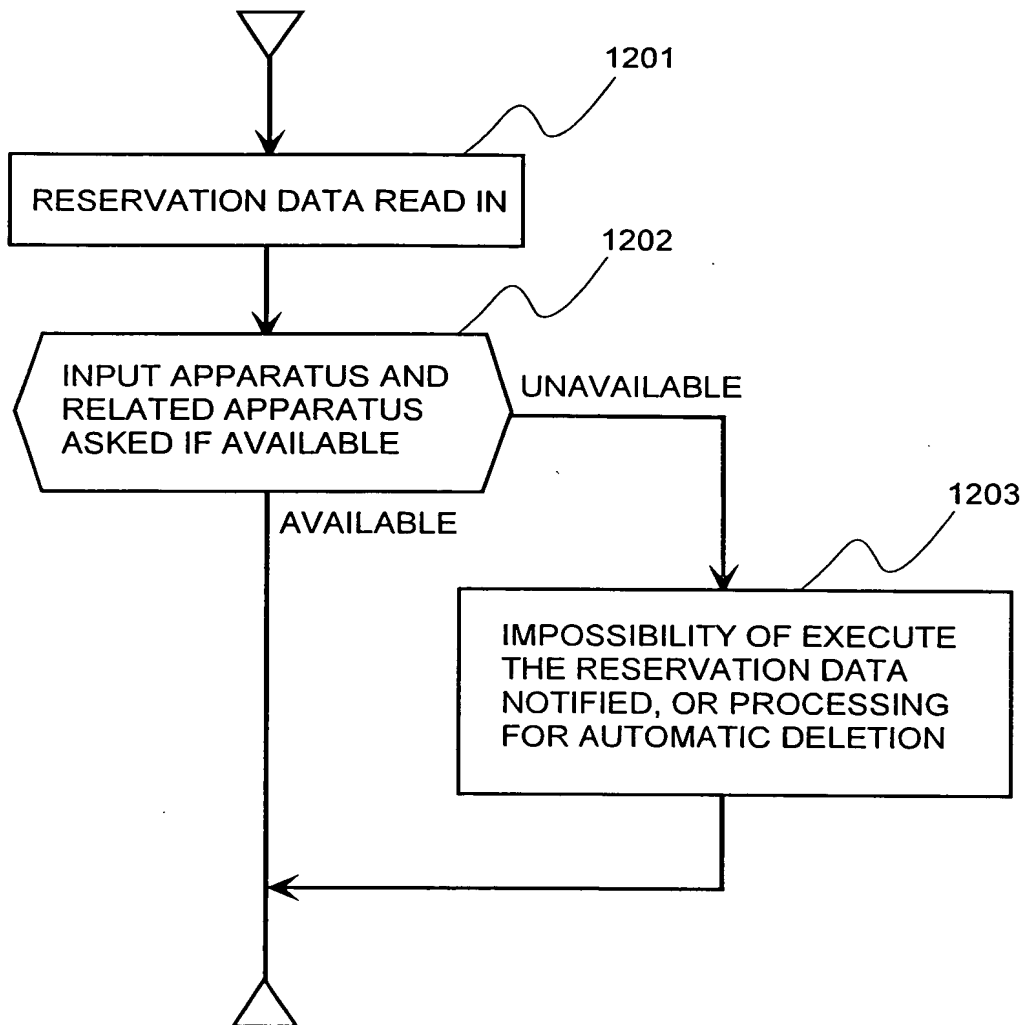 1201
RESERVATION DATA READ IN
1202
INPUT APPARATUS AND
RELATED APPARATUS
ASKED IF AVAILABLE
UNAVAILABLE
AVAILABLE
1203
IMPOSSIBILITY OF EXECUTE
THE RESERVATION DATA
NOTIFIED, OR PROCESSING
FOR AUTOMATIC DELETION